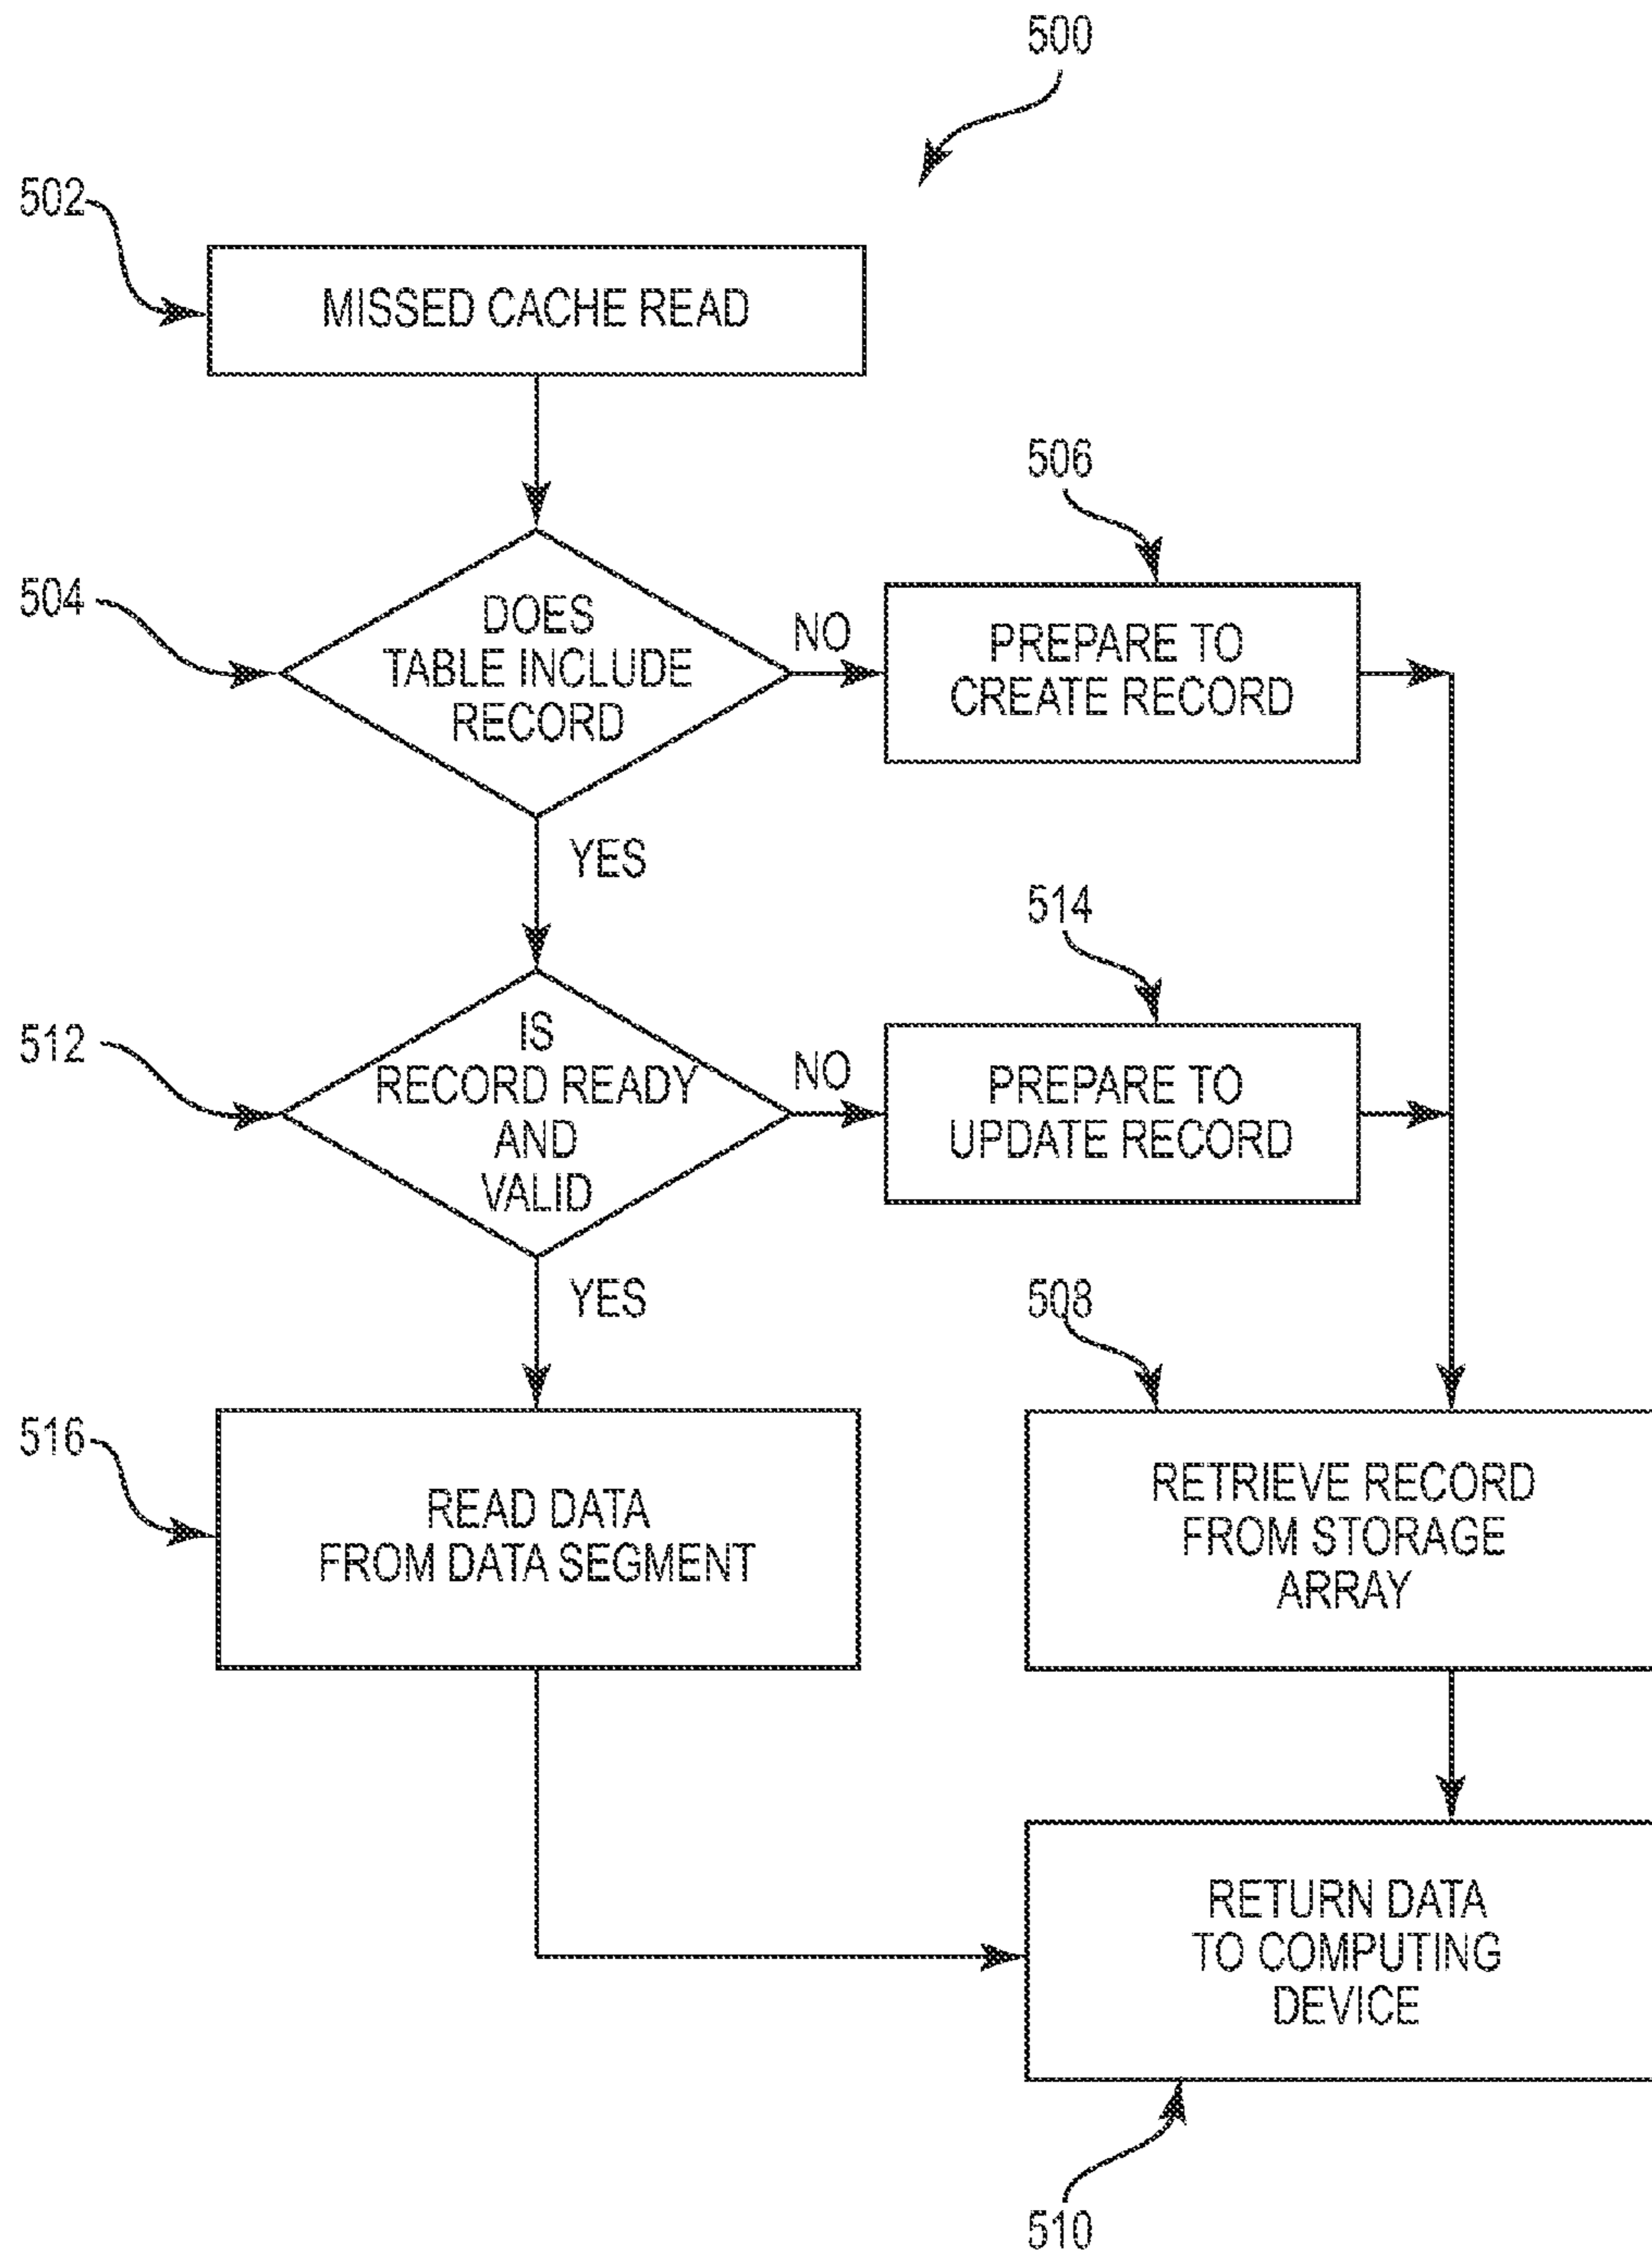 500
502
MISSED CACHE READ
506
504
DOES
TABLE INCLUDE
RECORD
NO
PREPARE TO
CREATE RECORD
YES
514
512
IS
RECORD READY
AND
VALID
NO
PREPARE TO
UPDATE RECORD
YES
508
516
READ DATA
FROM DATA SEGMENT
RETRIEVE RECORD
FROM STORAGE
ARRAY
RETURN DATA
TO COMPUTING
DEVICE
510